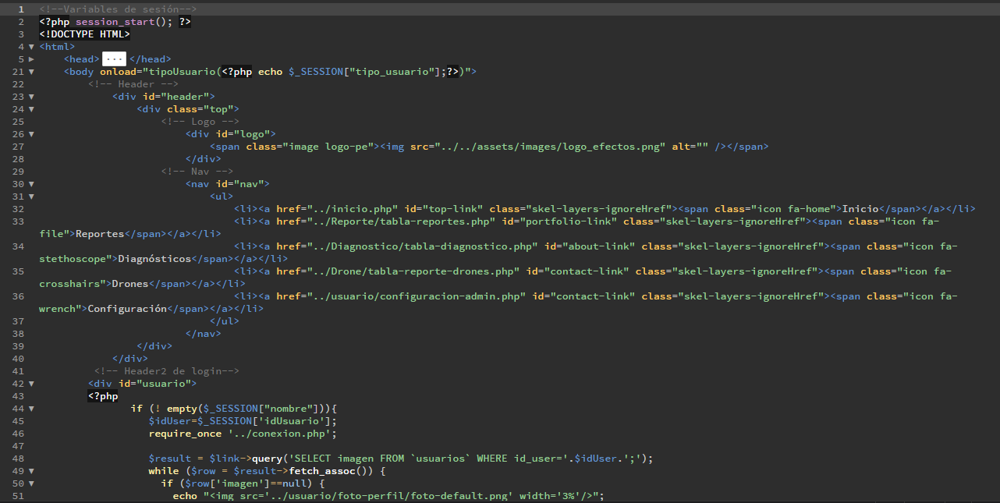 1 <!--Variables de sesión-->
2 <?php session_start(); ?>
3 <!DOCTYPE HTML>
4 <html>
5 <head> ... </head>
21 <body onload="tipoUsuario(<?php echo $_SESSION["tipo_usuario"];?>)">
22 <!-- Header -->
23 <div id="header">
24 <div class="top">
25 <!-- Logo -->
26 <div id="logo">
27 <span class="image logo-pe"><img src="../../assets/images/logo_efectos.png" alt="" /></span>
28 </div>
29 <!-- Nav -->
30 <nav id="nav">
31 <ul>
32 <li><a href="../inicio.php" id="top-link" class="skel-layers-ignoreHref"><span class="icon fa-home">Inicio</span></a></li>
33 <li><a href="../Reporte/tabla-reportes.php" id="portfolio-link" class="skel-layers-ignoreHref"><span class="icon fa-
file">Reportes</span></a></li>
34 <li><a href="../Diagnostico/tabla-diagnostico.php" id="about-link" class="skel-layers-ignoreHref"><span class="icon fa-
stethoscope">Diagnósticos</span></a></li>
35 <li><a href="../Drone/tabla-reporte-drones.php" id="contact-link" class="skel-layers-ignoreHref"><span class="icon fa-
crosshairs">Drones</span></a></li>
36 <li><a href="../usuario/configuracion-admin.php" id="contact-link" class="skel-layers-ignoreHref"><span class="icon fa-
wrench">Configuración</span></a></li>
37 </ul>
38 </nav>
39 </div>
40 </div>
41 <!-- Header2 de login-->
42 <div id="usuario">
43 <?php
44 if (! empty($_SESSION["nombre"])){
45 $idUser=$_SESSION['idUsuario'];
46 require_once '../conexion.php';
47
48 $result = $link->query('SELECT imagen FROM `usuarios` WHERE id_user='.$idUser.';');
49 while ($row = $result->fetch_assoc()) {
50 if ($row['imagen']==null) {
51 echo "<img src='../usuario/foto-perfil/foto-default.png' width='3%'/>";